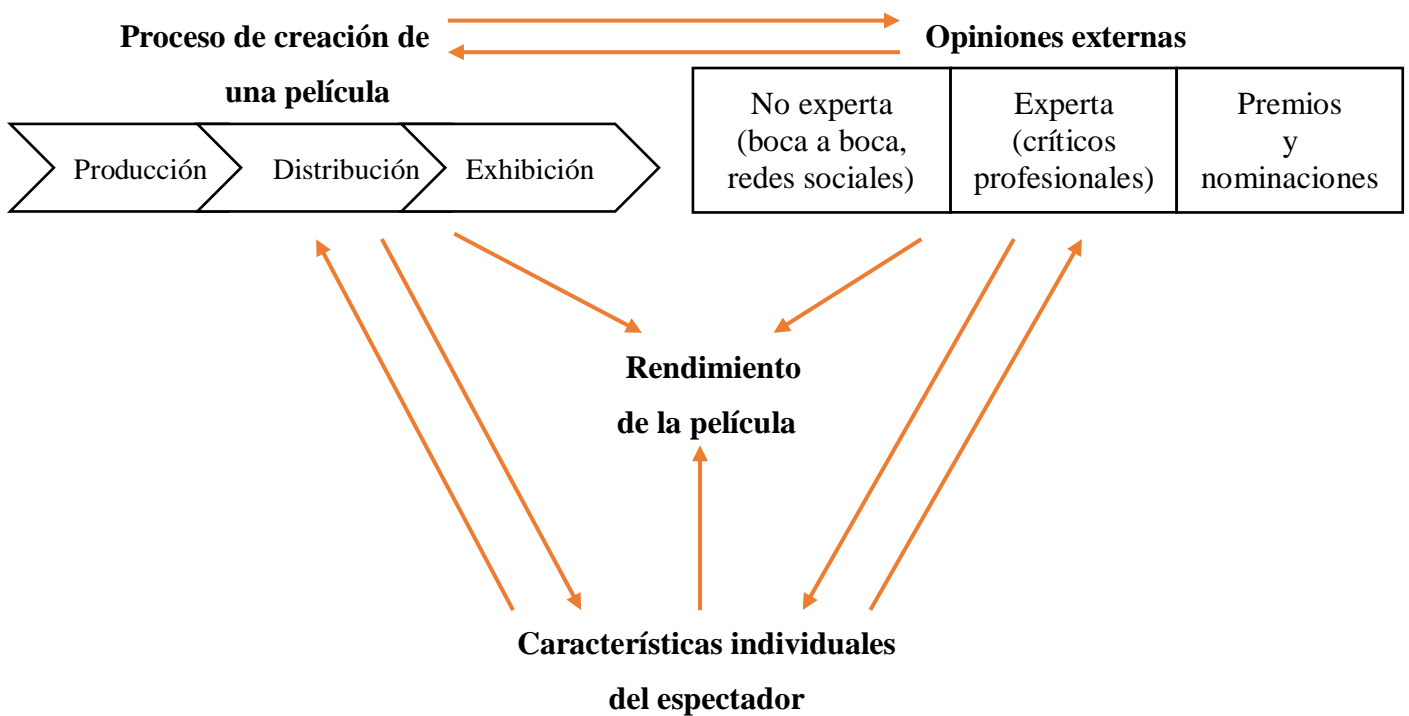 Proceso de creación de
una película
Opiniones externas
Producción
Distribución
Exhibición
No experta
(boca a boca,
redes sociales)
Experta
(críticos
profesionales)
Premios
y
nominaciones
Rendimiento
de la película
Características individuales
del espectador